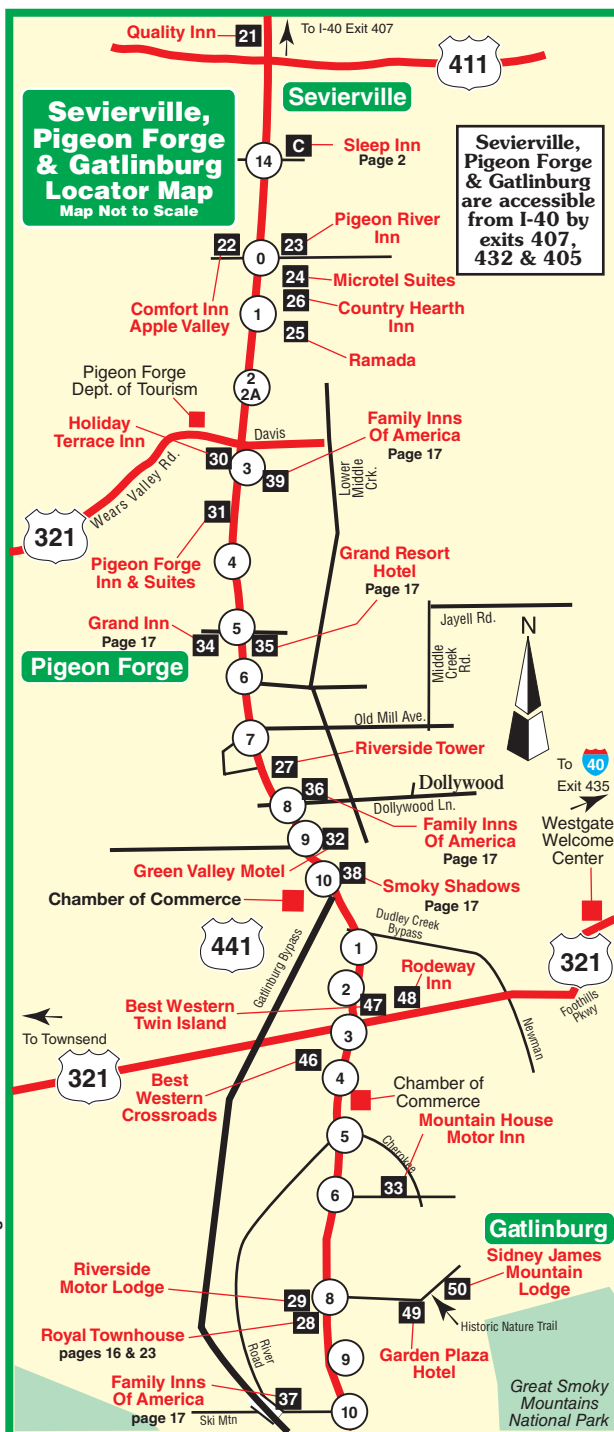 Quality Inn 21
To I-40 Exit 407
411
Sevierville
Sevierville,
Pigeon Forge
& Gatlinburg
Locator Map
Map Not to Scale
14
C
Sleep Inn
Page 2
Sevierville,
Pigeon Forge
& Gatlinburg
are accessible
from I-40 by
exits 407,
432 & 405
22
23
Pigeon River
Inn
0
24
Microtel Suites
Comfort Inn
Apple Valley
26
Country Hearth
Inn
1
25
Ramada
Pigeon Forge
Dept. of Tourism
2
2A
Holiday
Terrace Inn
Davis
Family Inns
Of America
Page 17
30
3
39
Lower
Middle
Crk.
Wears Valley Rd.
321
31
Pigeon Forge
Inn & Suites
4
Grand Resort
Hotel
Page 17
Grand Inn
Page 17
34
5
35
Jayell Rd.
N
Pigeon Forge
6
Middle
Creek
Rd.
7
Old Mill Ave.
27
Riverside Tower
To 40
Exit 435
36
Dollywood
8
Dollywood Ln.
Family Inns
Of America
Page 17
Westgate
Welcome
Center
9
32
Green Valley Motel
10
38
Smoky Shadows
Page 17
Chamber of Commerce
441
Gatlinburg Bypass
Dudley Creek
Bypass
1
321
2
Rodeway
Inn
Best Western
Twin Island
47
48
Foothills
Pkwy
Newman
To Townsend
3
321
46
Best
Western
Crossroads
4
Chamber of
Commerce
5
Mountain House
Motor Inn
Cherokee
6
33
Gatlinburg
Riverside
Motor Lodge
Sidney James
Mountain
Lodge
29
8
50
28
49
Historic Nature Trail
Royal Townhouse
pages 16 & 23
Garden Plaza
Hotel
River
Road
9
Family Inns
Of America
page 17
37
10
Ski Mtn
Great Smoky
Mountains
National Park